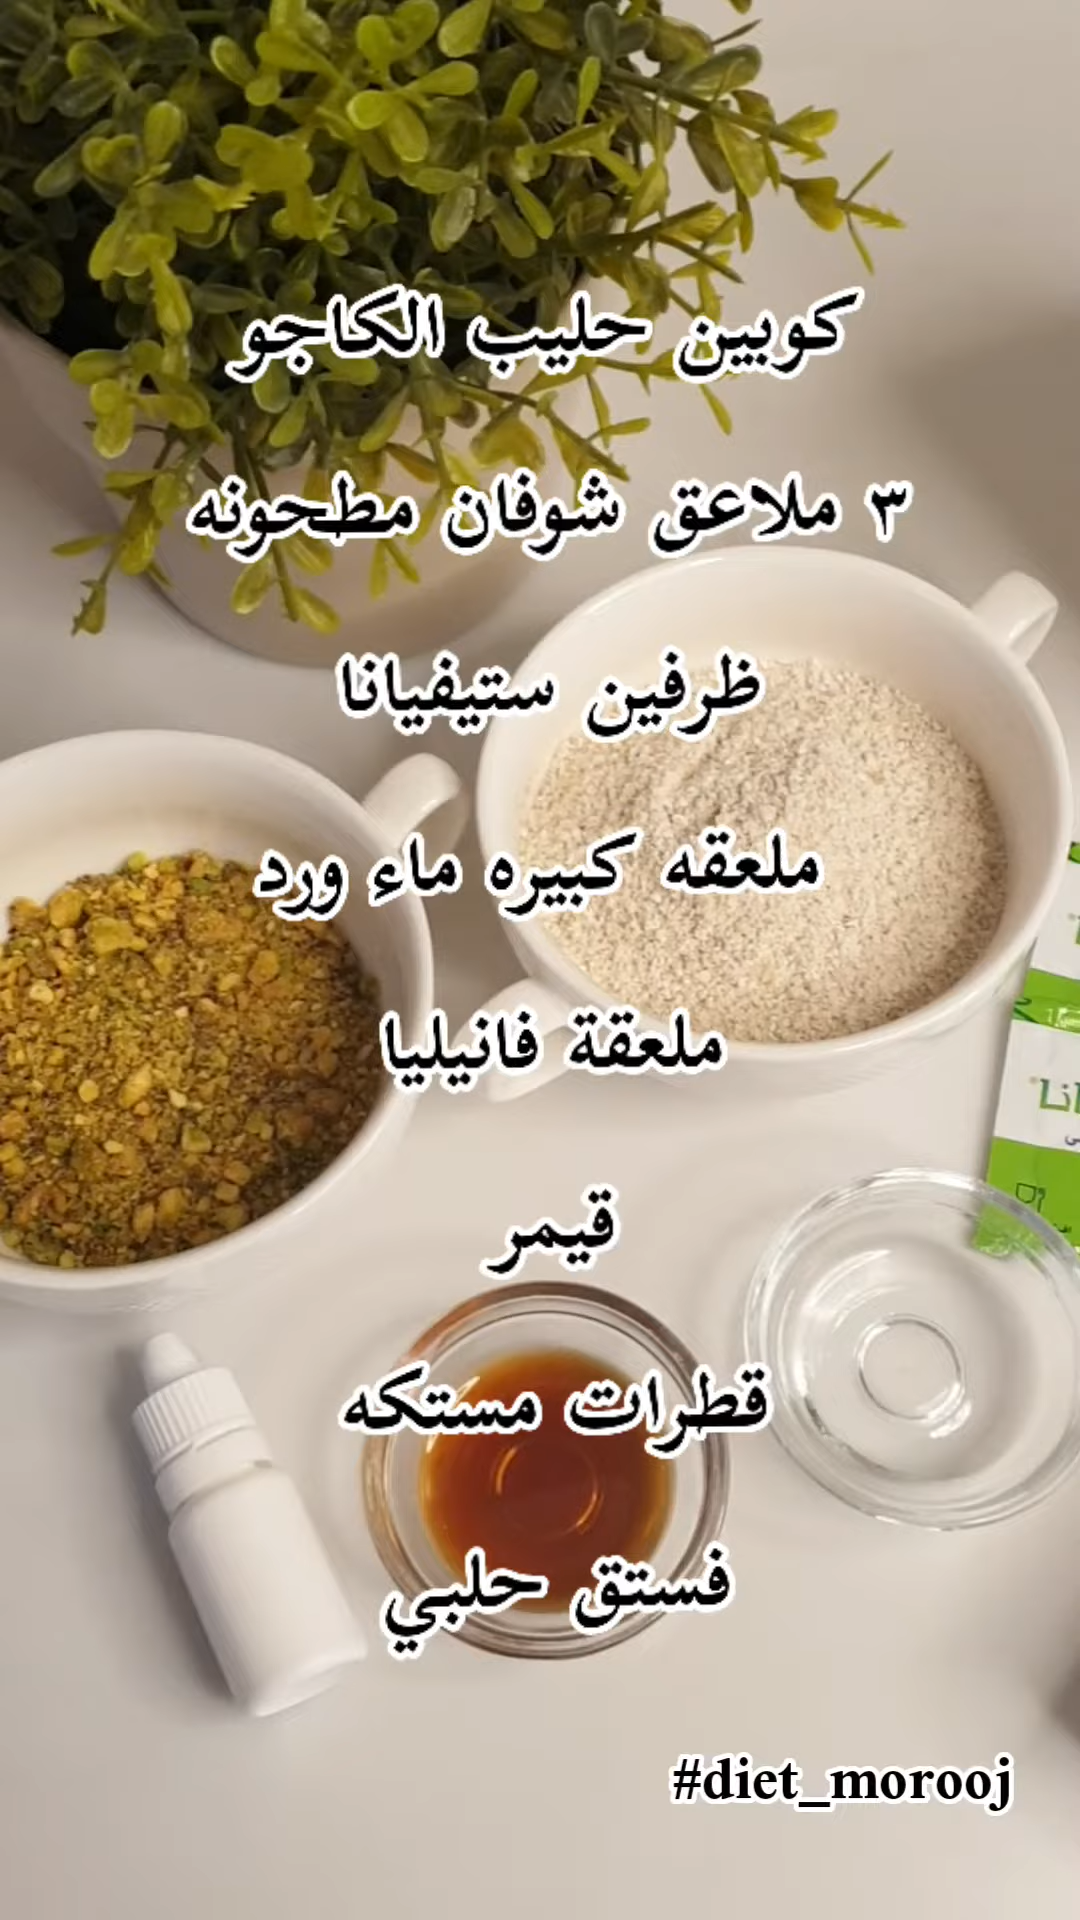 كوبين حليب الكاجو
٣ ملاعق شوفان مطحونه
ظرفين ستيفيانا
ملعقه كبيره ماء ورد
ملعقة فانيليا
قيمر
قطرات مستكه
فستق حلبي
#diet_morooj